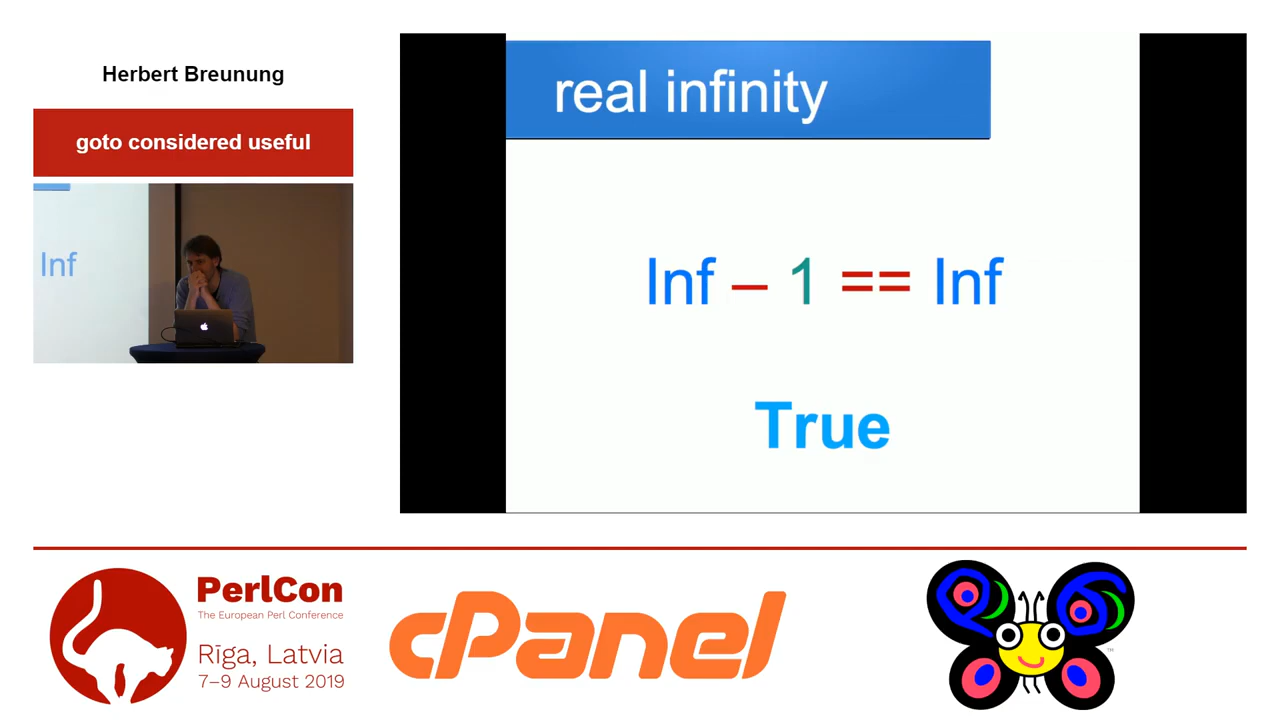 Herbert Breunung
goto considered useful
Inf
real infinity
Inf – 1 == Inf
True
PerlCon
The European Perl Conference
Rīga, Latvia
7–9 August 2019
cPanel
TM